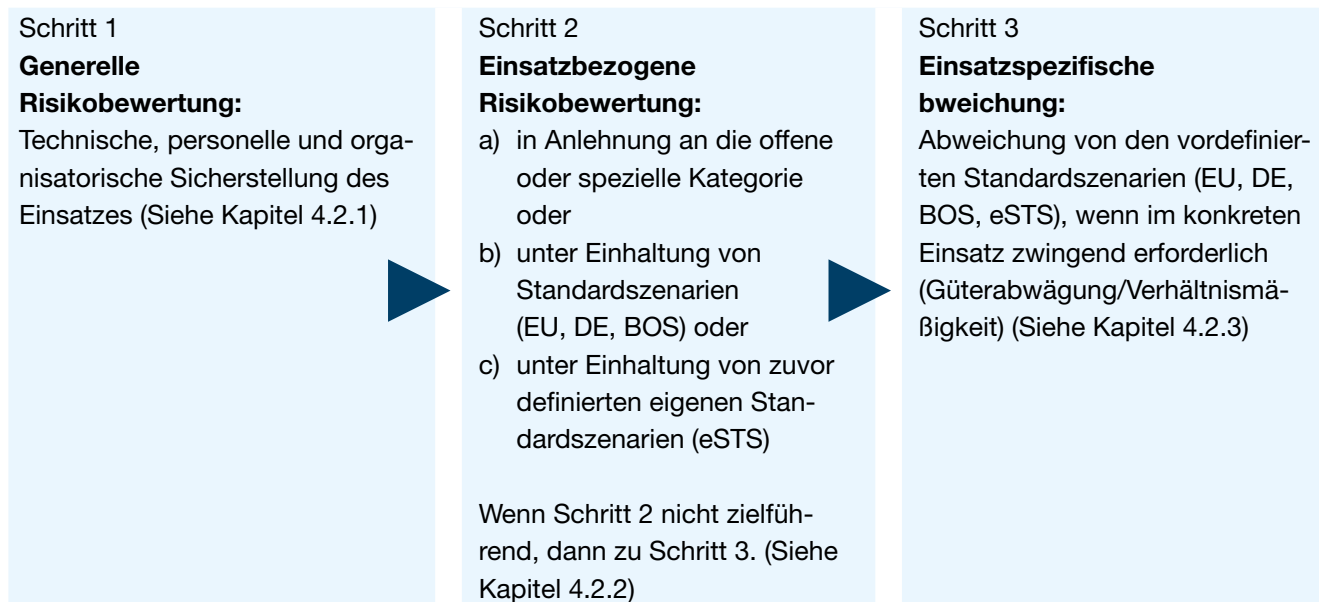 Schritt 1
Generelle
Risikobewertung:
Technische, personelle und orga-
nisatorische Sicherstellung des
Einsatzes (Siehe Kapitel 4.2.1)
Schritt 2
Einsatzbezogene
Risikobewertung:
a) in Anlehnung an die offene
oder spezielle Kategorie
oder
b) unter Einhaltung von
Standardszenarien
(EU, DE, BOS) oder
c) unter Einhaltung von zuvor
definierten eigenen Stan-
dardszenarien (eSTS)
Wenn Schritt 2 nicht zielfüh-
rend, dann zu Schritt 3. (Siehe
Kapitel 4.2.2)
Schritt 3
Einsatzspezifische
bweichung:
Abweichung von den vordefinier-
ten Standardszenarien (EU, DE,
BOS, eSTS), wenn im konkreten
Einsatz zwingend erforderlich
(Güterabwägung/Verhältnismä-
ßigkeit) (Siehe Kapitel 4.2.3)